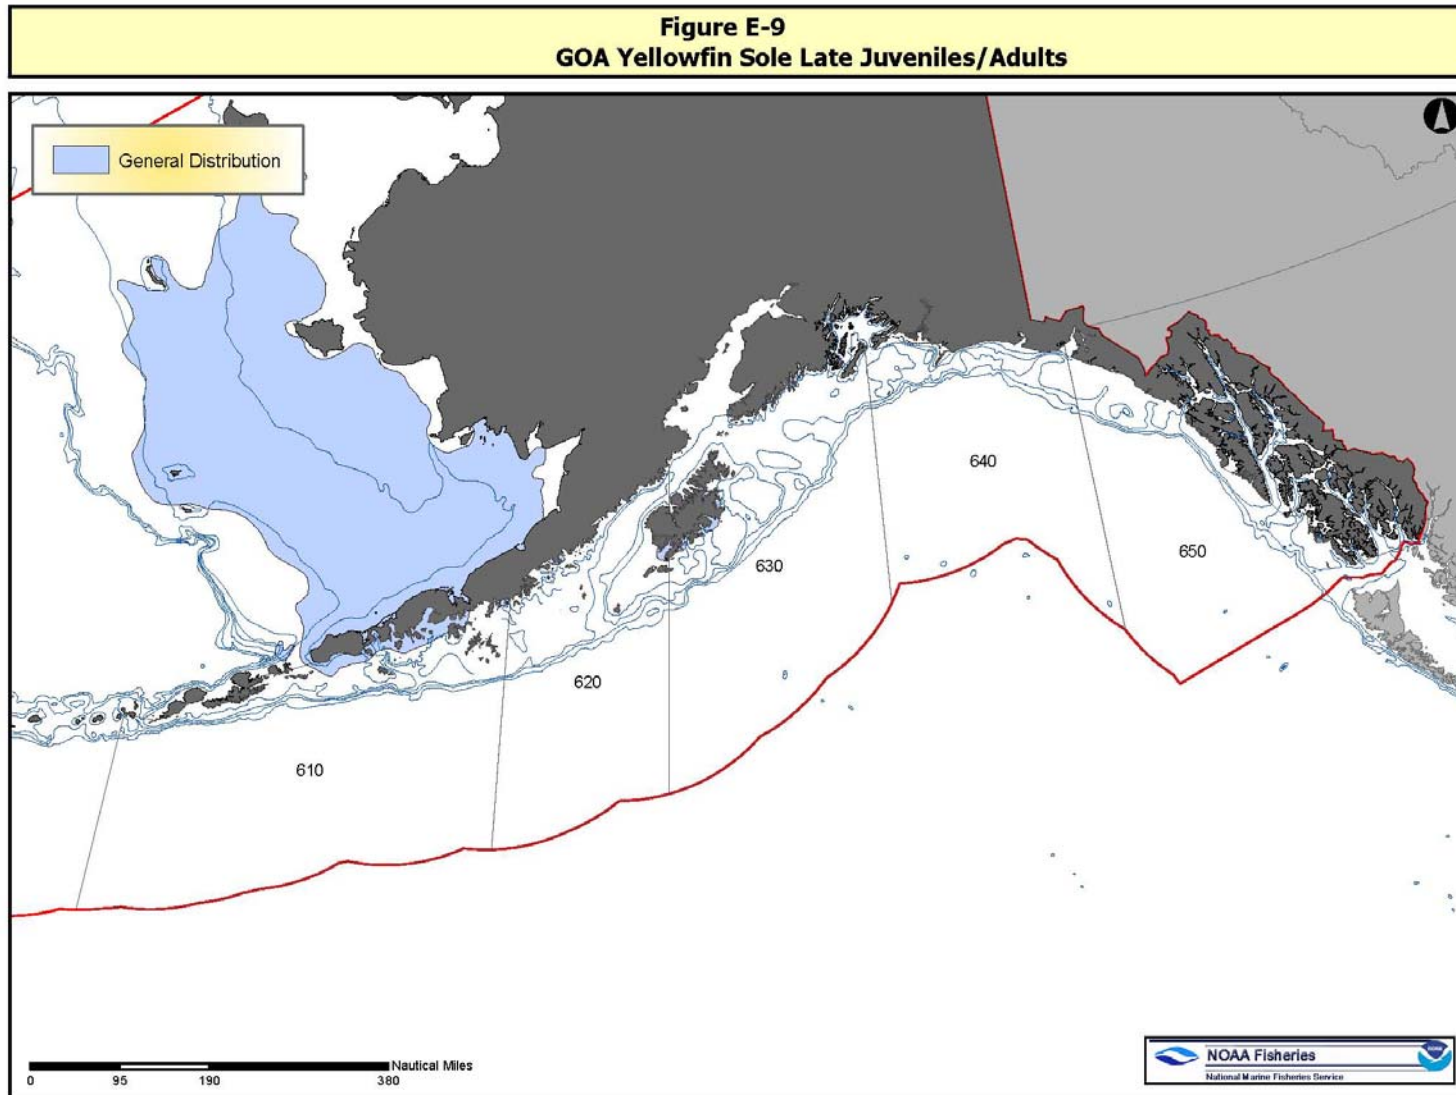 Figure E-9
GOA Yellowfin Sole Late Juveniles/Adults
General Distribution
640
650
630
620
610
Nautical Miles
0 95 190 380
NOAA Fisheries
National Marine Fisheries Service